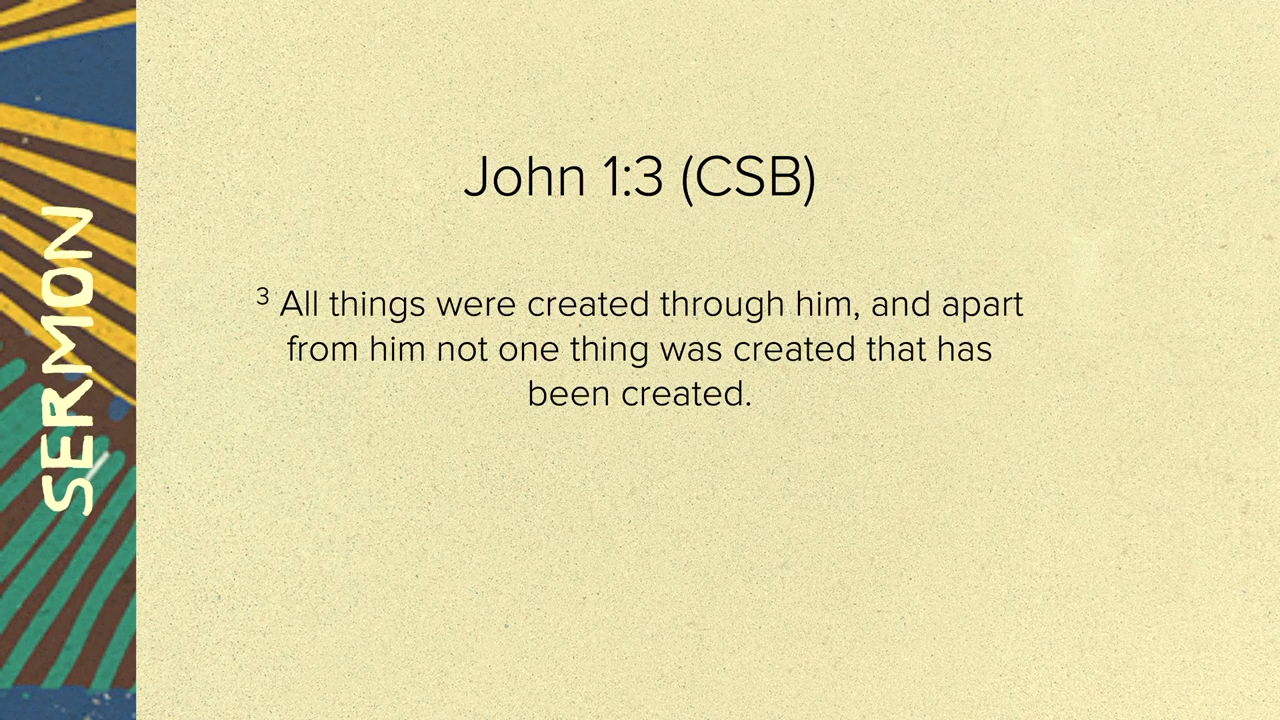 SERMON
John 1:3 (CSB)
3 All things were created through him, and apart
from him not one thing was created that has
been created.